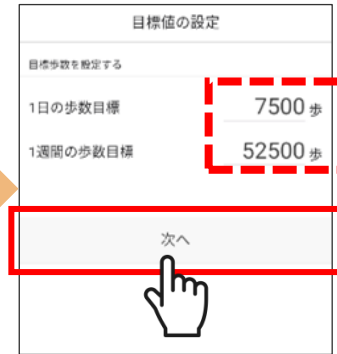 目標値の設定
目標歩数を設定する
1日の歩数目標 7500 歩
1週間の歩数目標 52500 歩
次へ